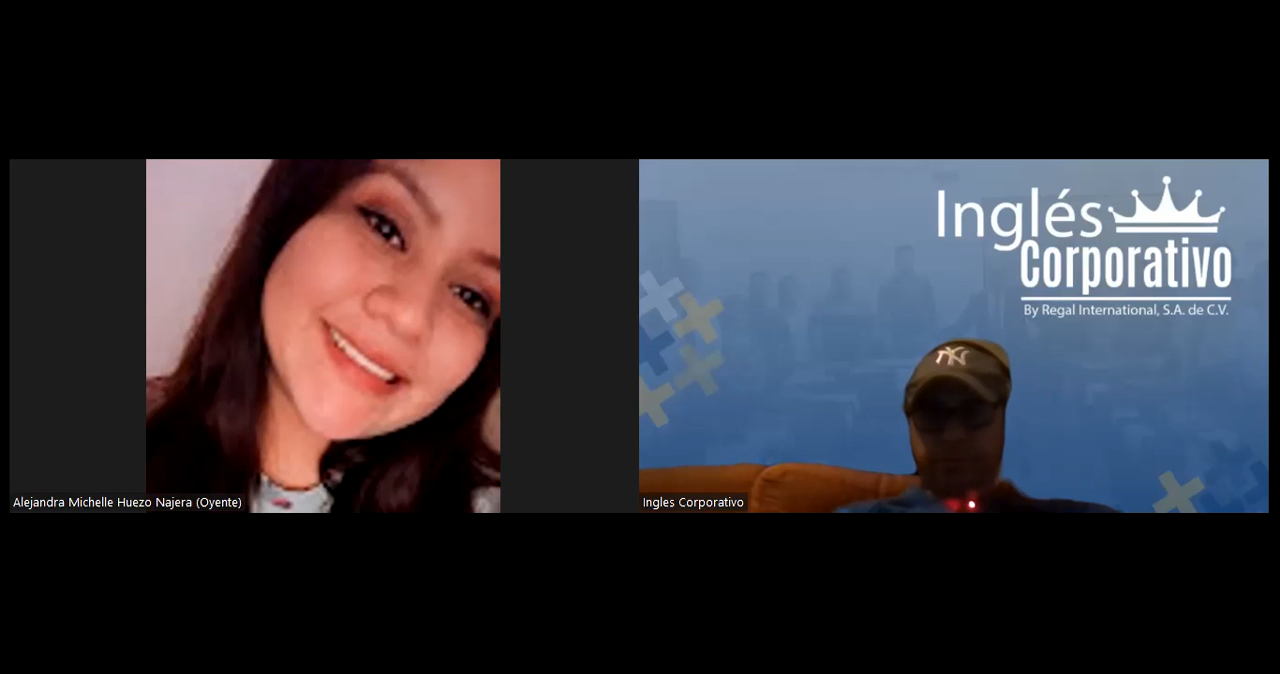 Inglés
Corporativo
By Regal International, S.A. de C.V.
NY
Alejandra Michelle Huezo Najera (Oyente)
Ingles Corporativo